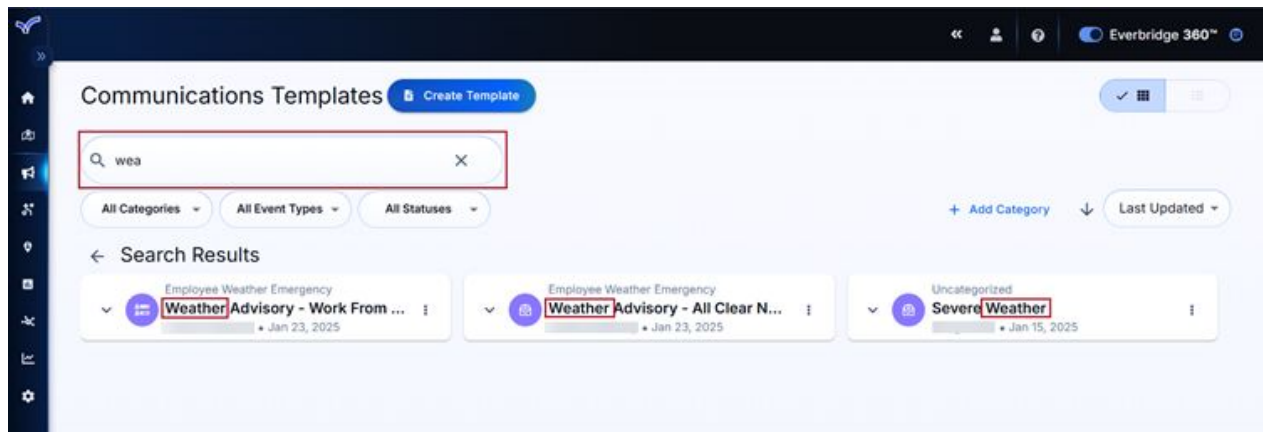 Everbridge 360™
Communications Templates Create Template
wea
All Categories All Event Types All Statuses + Add Category Last Updated
Search Results
Employee Weather Emergency Employee Weather Emergency Uncategorized
Weather Advisory - Work From ... Weather Advisory - All Clear N... Severe Weather
• Jan 23, 2025 • Jan 23, 2025 • Jan 15, 2025